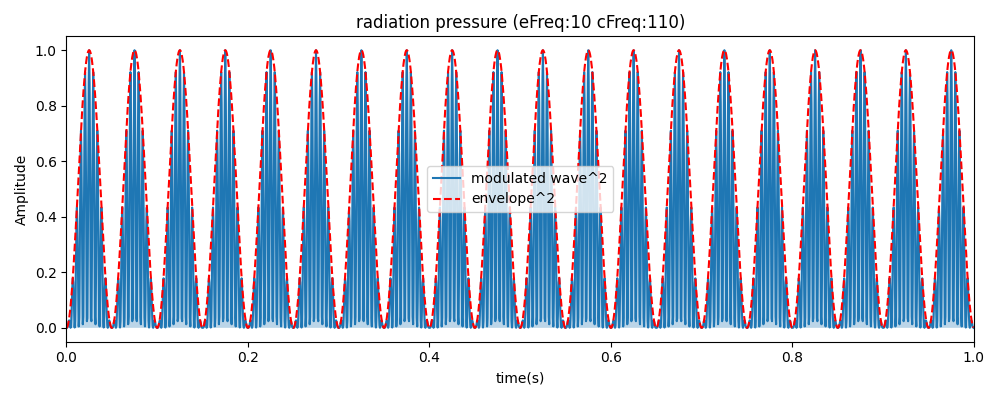 radiation pressure (eFreq:10 cFreq:110)
Amplitude
1.0
0.8
0.6
0.4
0.2
0.0
modulated wave^2
envelope^2
0.0 0.2 0.4 0.6 0.8 1.0
time(s)